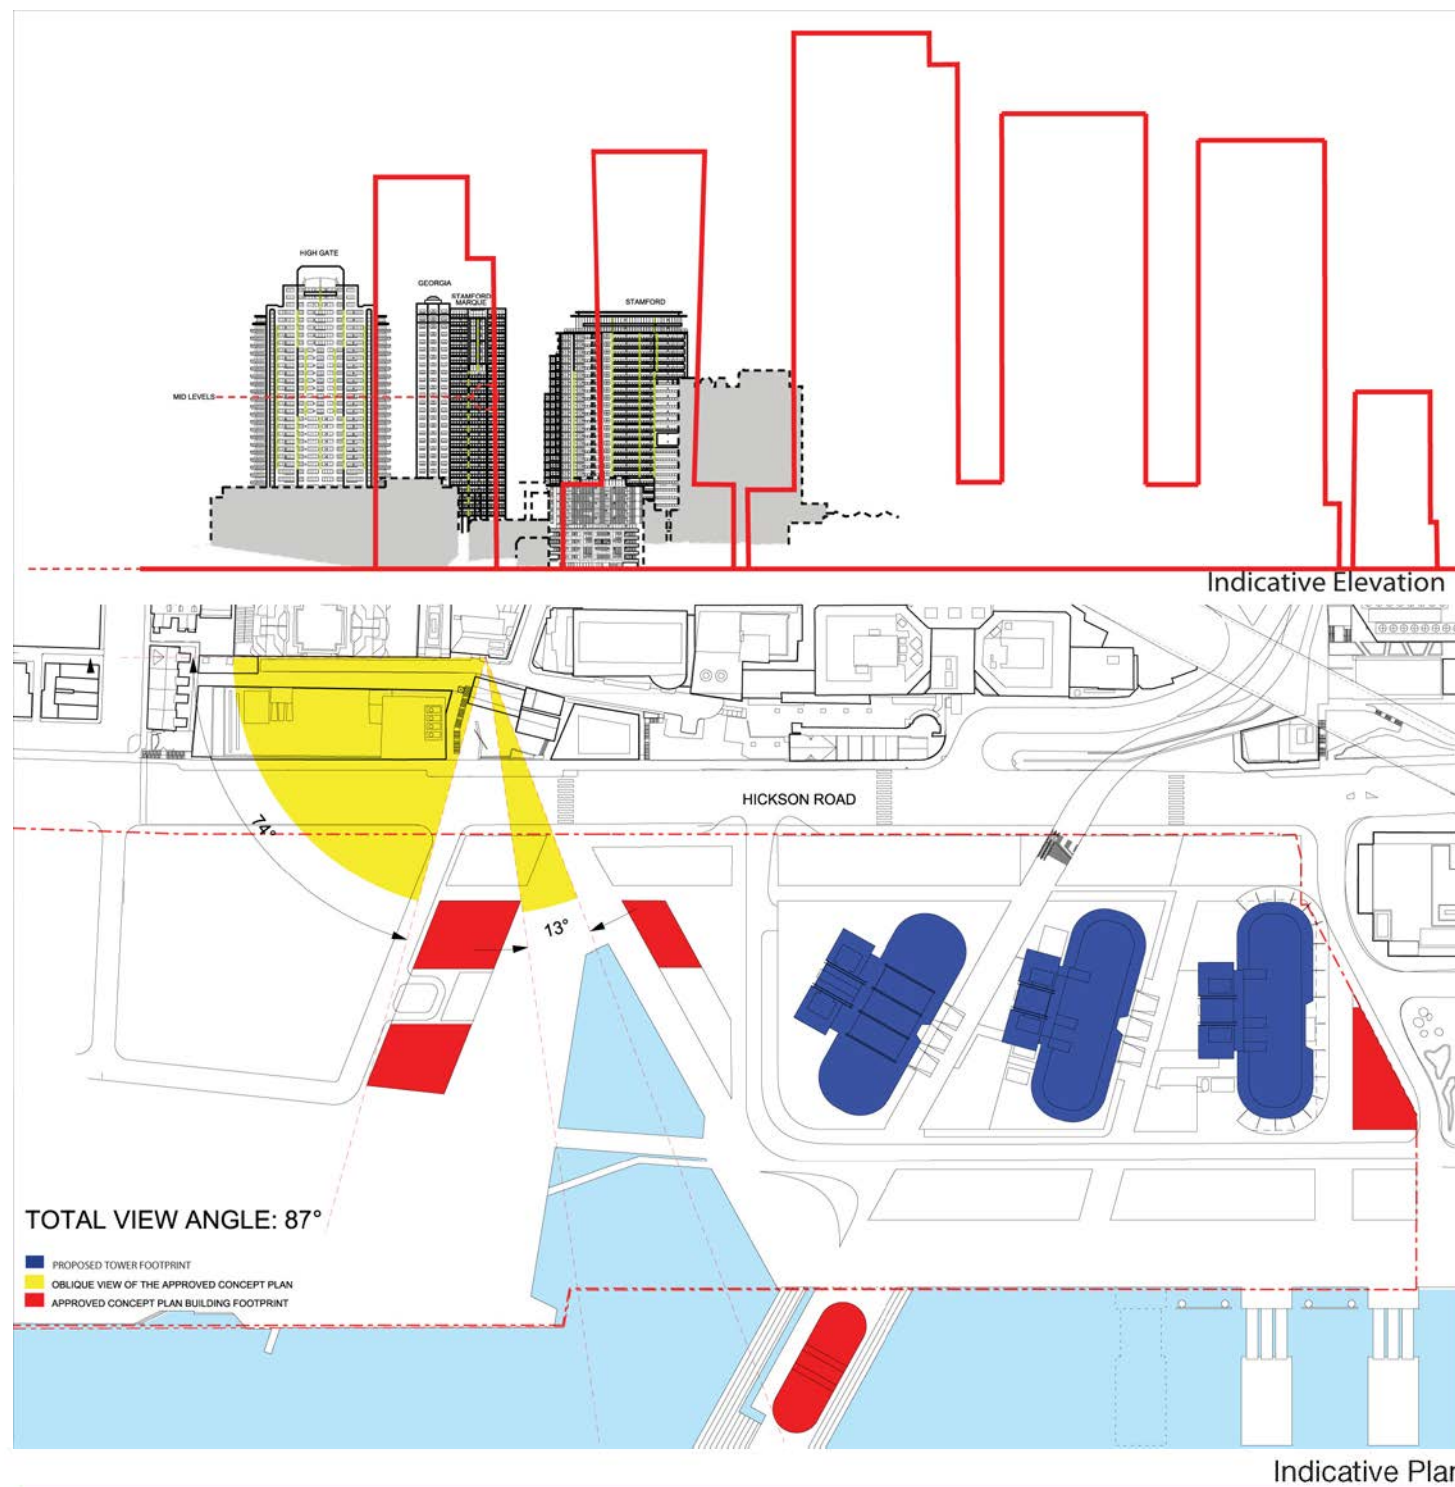 HIGH GATE
GEORGIA
STAMFORD
MARQUE
STAMFORD
MID LEVELS
Indicative Elevation
HICKSON ROAD
74°
13°
TOTAL VIEW ANGLE: 87°
PROPOSED TOWER FOOTPRINT
OBLIQUE VIEW OF THE APPROVED CONCEPT PLAN
APPROVED CONCEPT PLAN BUILDING FOOTPRINT
Indicative Plan